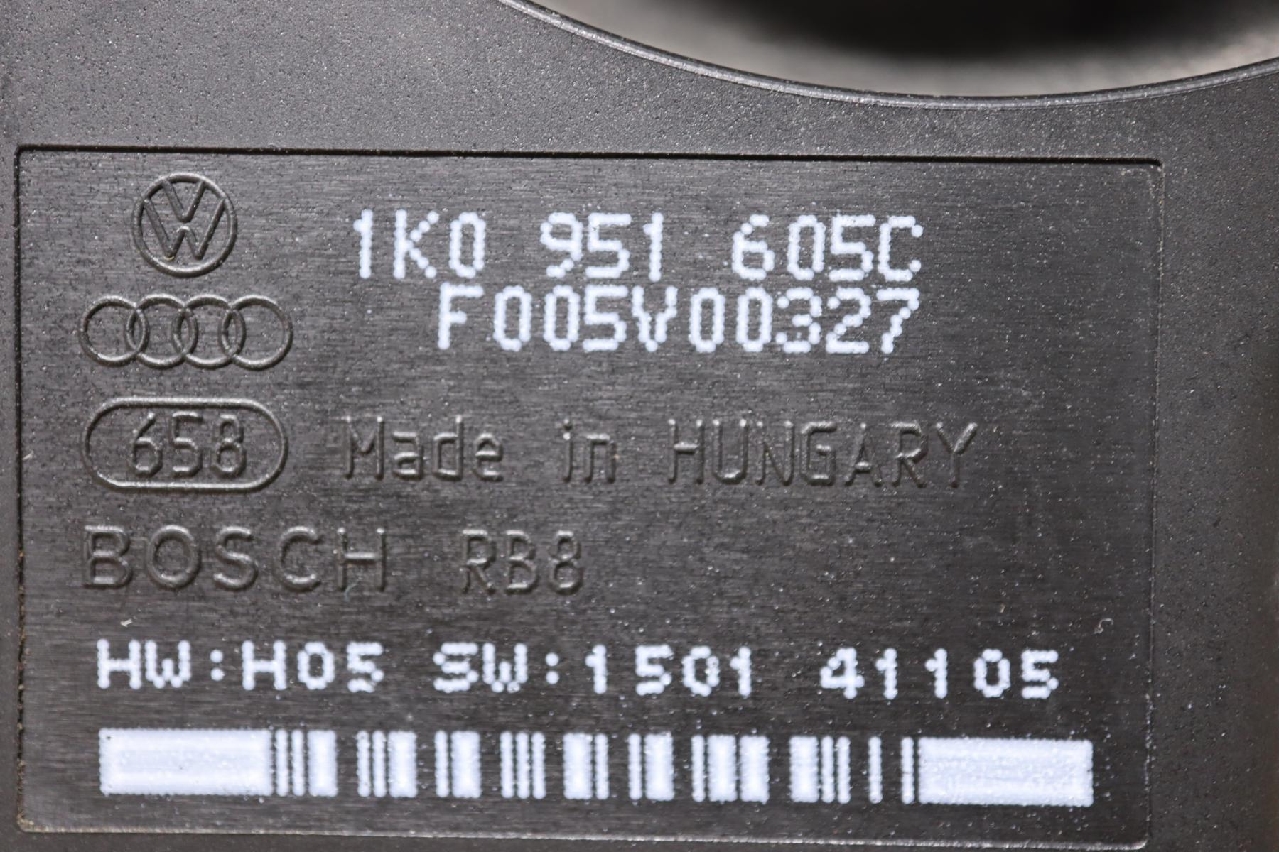 1K0 951 605C
F005V00327
658 Made in HUNGARY
BOSCH RB8
HW:H05 SW:1501 41105